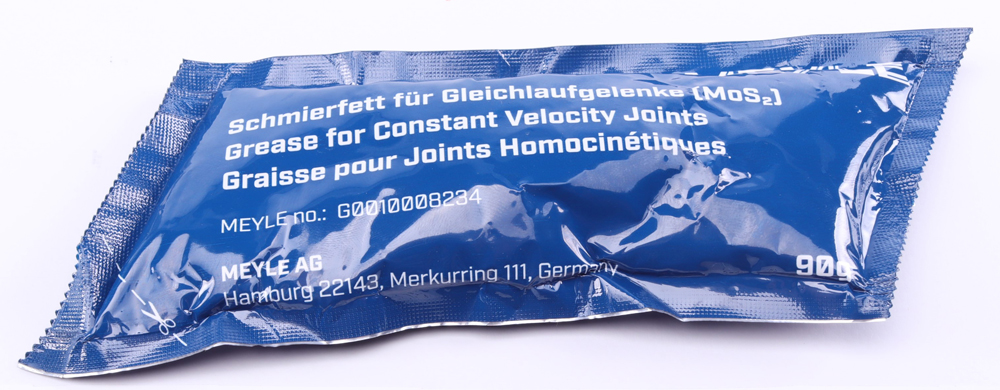 Schmierfett für Gleichlaufgelenke (MoS₂)
Grease for Constant Velocity Joints
Graisse pour Joints Homocinétiques
MEYLE no.: G0010008234
MEYLE AG
Hamburg 22143, Merkurring 111, Germany
90g